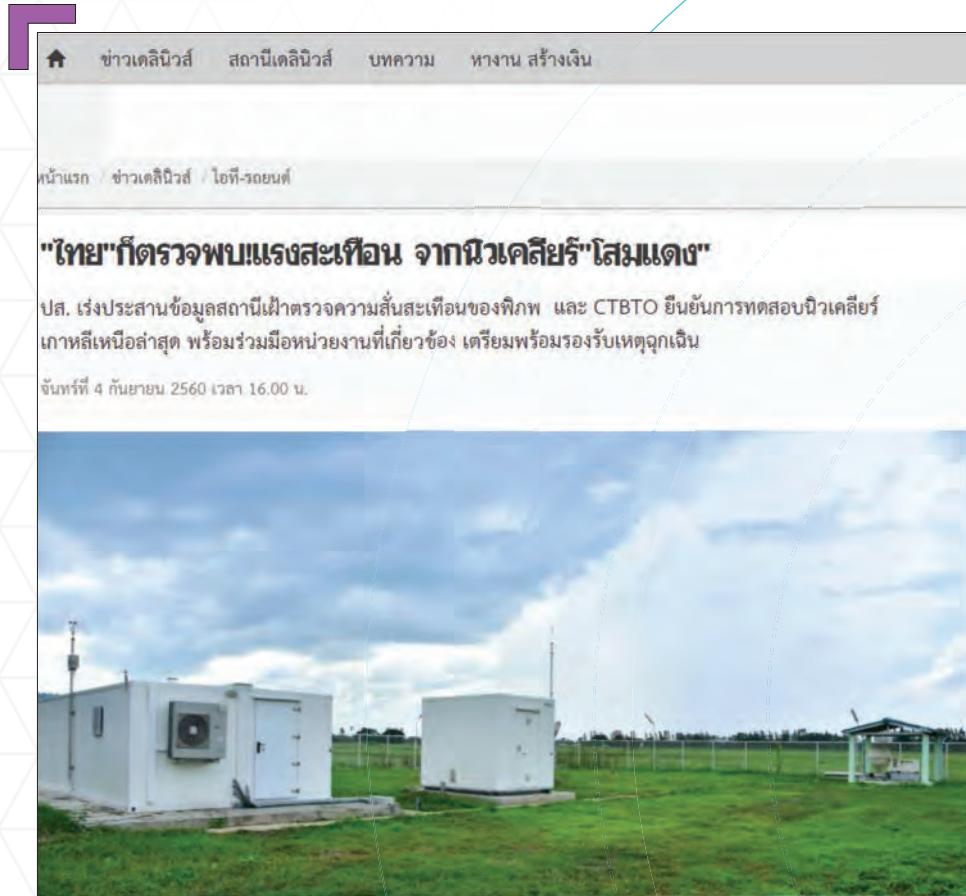 ข่าวเดลินิวส์ สถานีเดลินิวส์ บทความ หางาน สร้างเงิน
หน้าแรก / ข่าวเดลินิวส์ / ไอที-รถยนต์
"ไทย"ก็ตรวจพบ!แรงสะเทือน จากนิวเคลียร์"โสมแดง"
ปส. เร่งประสานข้อมูลสถานีเฝ้าตรวจความสั่นสะเทือนของพิภพ และ CTBTO ยืนยันการทดสอบนิวเคลียร์
เกาหลีเหนือล่าสุด พร้อมร่วมมือหน่วยงานที่เกี่ยวข้อง เตรียมพร้อมรองรับเหตุฉุกเฉิน
จันทร์ที่ 4 กันยายน 2560 เวลา 16.00 น.